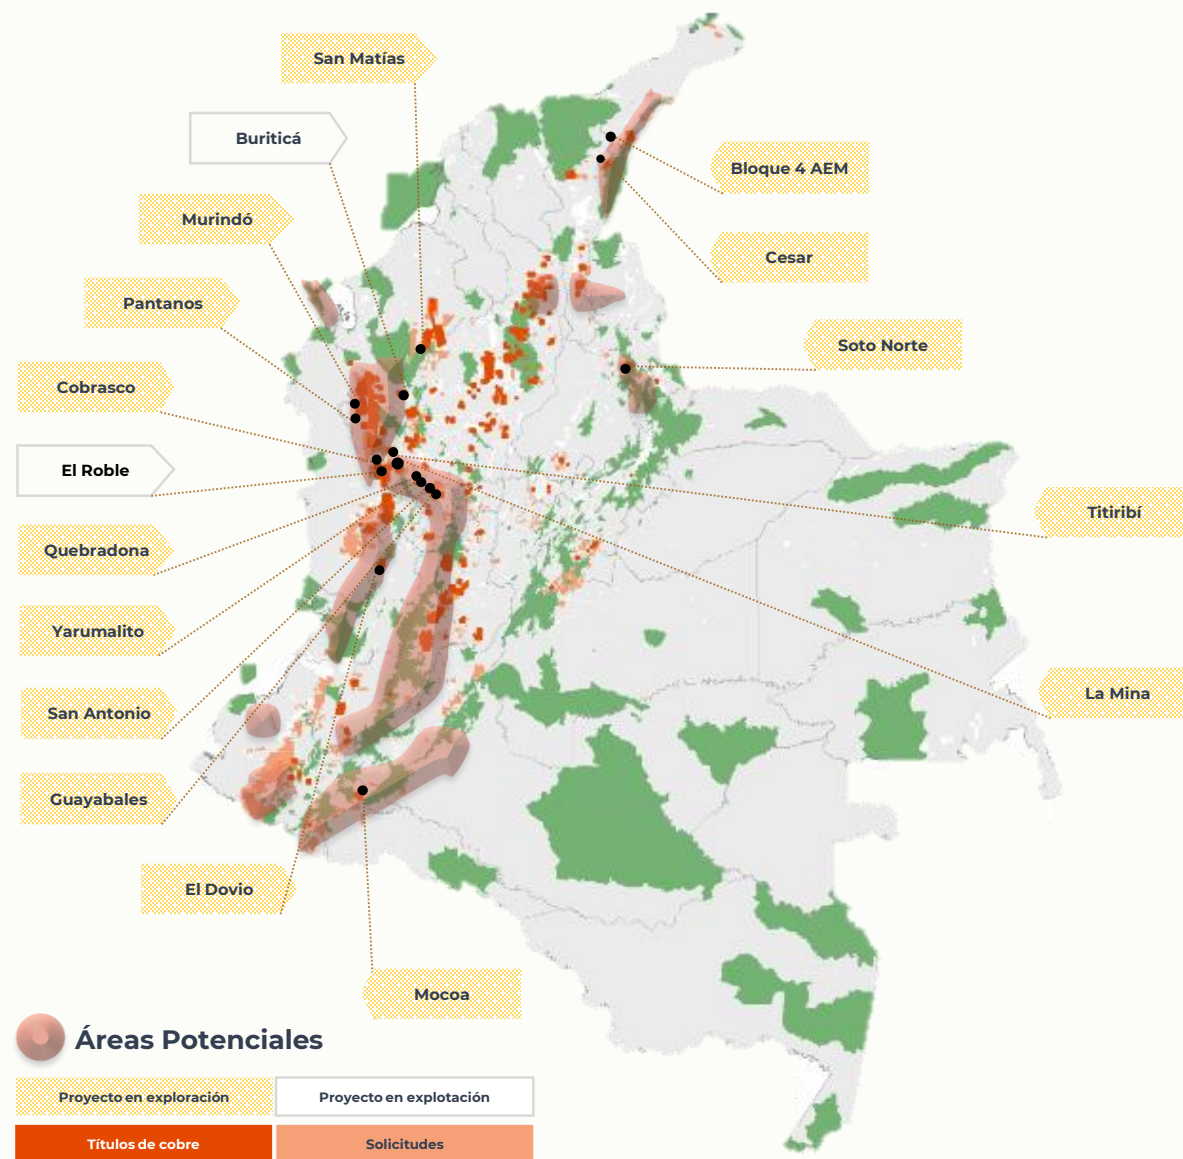 San Matías
Buriticá
Bloque 4 AEM
Murindó
Cesar
Pantanos
Soto Norte
Cobrasco
El Roble
Titiribí
Quebradona
Yarumalito
La Mina
San Antonio
Guayabales
El Dovio
Mocoa
Áreas Potenciales
Proyecto en exploración
Proyecto en explotación
Títulos de cobre
Solicitudes